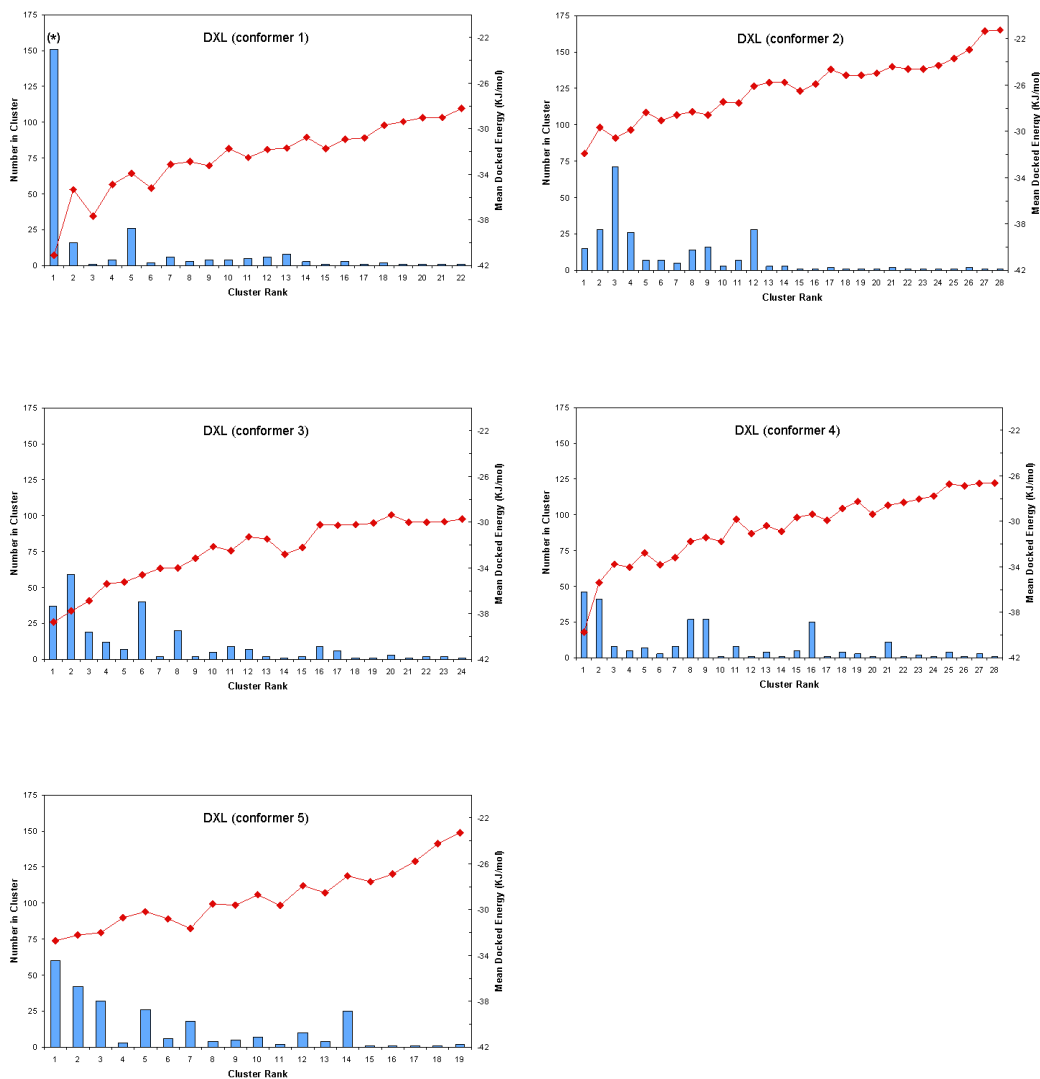 DXL (conformer 1)
(*)
175
150
125
100
75
50
25
0
-22
-26
-30
-34
-38
-42
Number in Cluster
Mean Docked Energy (KJ/mol)
1 2 3 4 5 6 7 8 9 10 11 12 13 14 15 16 17 18 19 20 21 22
Cluster Rank
DXL (conformer 2)
175
150
125
100
75
50
25
0
-22
-26
-30
-34
-38
-42
Number in Cluster
Mean Docked Energy (KJ/mol)
1 2 3 4 5 6 7 8 9 10 11 12 13 14 15 16 17 18 19 20 21 22 23 24 25 26 27 28
Cluster Rank
DXL (conformer 3)
175
150
125
100
75
50
25
0
-22
-26
-30
-34
-38
-42
Number in Cluster
Mean Docked Energy (KJ/mol)
1 2 3 4 5 6 7 8 9 10 11 12 13 14 15 16 17 18 19 20 21 22 23 24
Cluster Rank
DXL (conformer 4)
175
150
125
100
75
50
25
0
-22
-26
-30
-34
-38
-42
Number in Cluster
Mean Docked Energy (KJ/mol)
1 2 3 4 5 6 7 8 9 10 11 12 13 14 15 16 17 18 19 20 21 22 23 24 25 26 27 28
Cluster Rank
DXL (conformer 5)
175
150
125
100
75
50
25
0
-22
-26
-30
-34
-38
-42
Number in Cluster
Mean Docked Energy (KJ/mol)
1 2 3 4 5 6 7 8 9 10 11 12 13 14 15 16 17 18 19
Cluster Rank